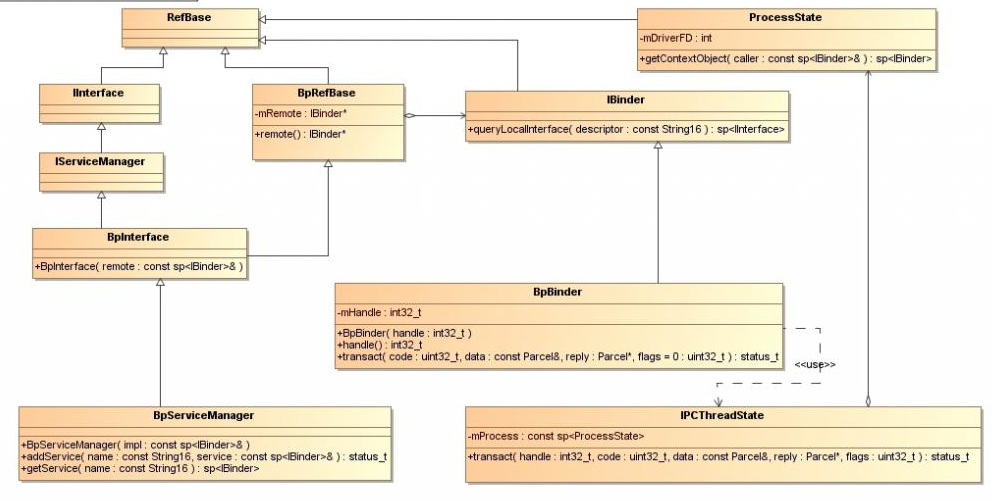 RefBase
ProcessState
-mDriverFD : int
+getContextObject( caller : const sp<IBinder>& ) : sp<IBinder>
IInterface
BpRefBase
-mRemote : IBinder*
+remote() : IBinder*
IBinder
+queryLocalInterface( descriptor : const String16 ) : sp<IInterface>
IServiceManager
BpInterface
+BpInterface( remote : const sp<IBinder>& )
BpBinder
-mHandle : int32_t
+BpBinder( handle : int32_t )
+handle() : int32_t
+transact( code : uint32_t, data : const Parcel&, reply : Parcel*, flags = 0 : uint32_t ) : status_t
<<use>>
BpServiceManager
+BpServiceManager( impl : const sp<IBinder>& )
+addService( name : const String16, service : const sp<IBinder>& ) : status_t
+getService( name : const String16 ) : sp<IBinder>
IPCThreadState
-mProcess : const sp<ProcessState>
+transact( handle : int32_t, code : uint32_t, data : const Parcel&, reply : Parcel*, flags : uint32_t ) : status_t